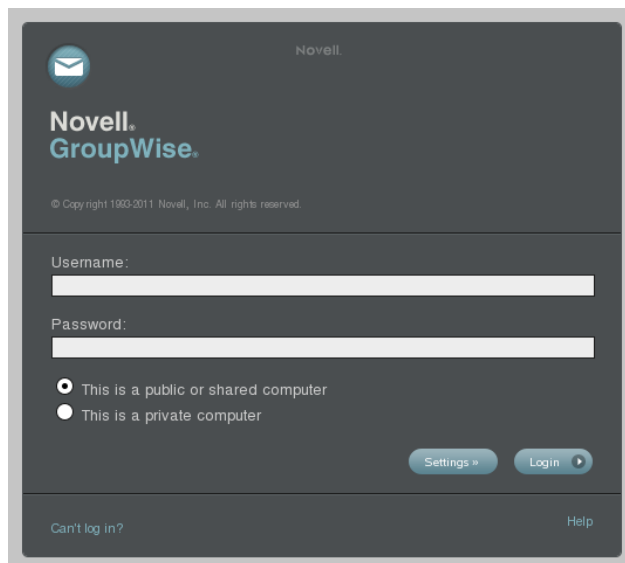 Novell.
Novell®
GroupWise®
© Copyright 1993-2011 Novell, Inc. All rights reserved.
Username:
Password:
This is a public or shared computer
This is a private computer
Settings »
Login
Can't log in?
Help